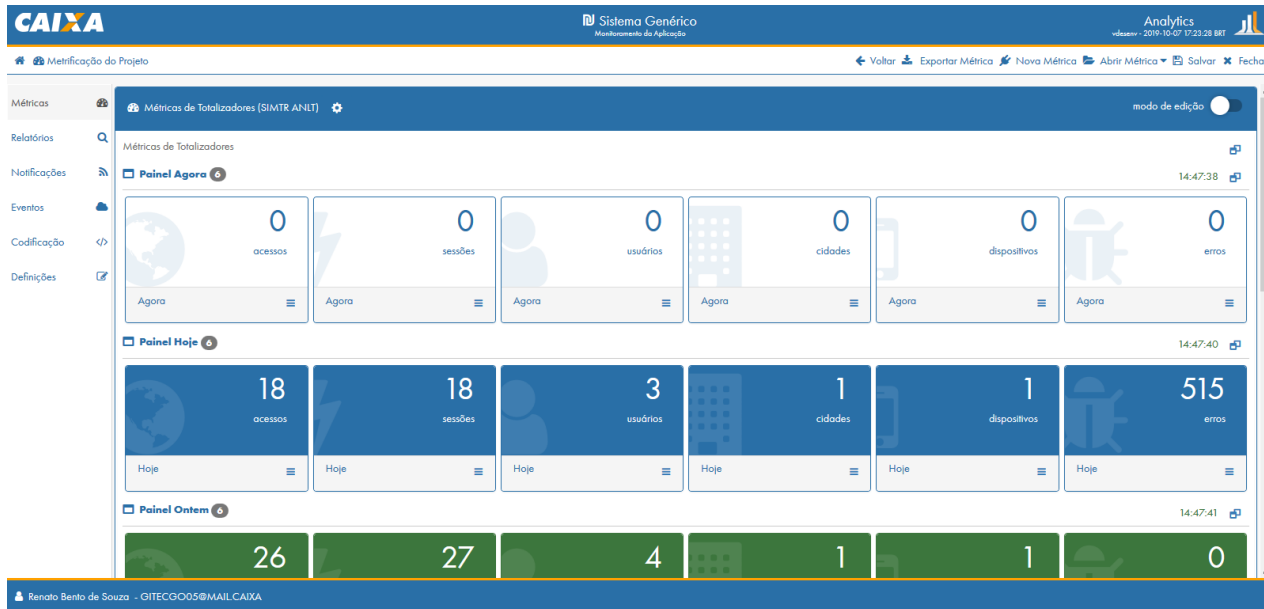 CAIXA
Sistema Genérico
Monitoramento da Aplicação
Analytics
vdesenv - 2019-10-07 17:23:28 BRT
Metrificação do Projeto
Voltar Exportar Métrica Nova Métrica Abrir Métrica Salvar Fecha
Métricas
Relatórios
Notificações
Eventos
Codificação
Definições
Métricas de Totalizadores (SIMTR ANLT)
modo de edição
Métricas de Totalizadores
Painel Agora 6
14:47:38
0 0 0 0 0 0
acessos sessões usuários cidades dispositivos erros
Agora Agora Agora Agora Agora Agora
Painel Hoje 6
14:47:40
18 18 3 1 1 515
acessos sessões usuários cidades dispositivos erros
Hoje Hoje Hoje Hoje Hoje Hoje
Painel Ontem 6
14:47:41
26 27 4 1 1 0
Renato Bento de Souza - GITECGO05@MAIL.CAIXA